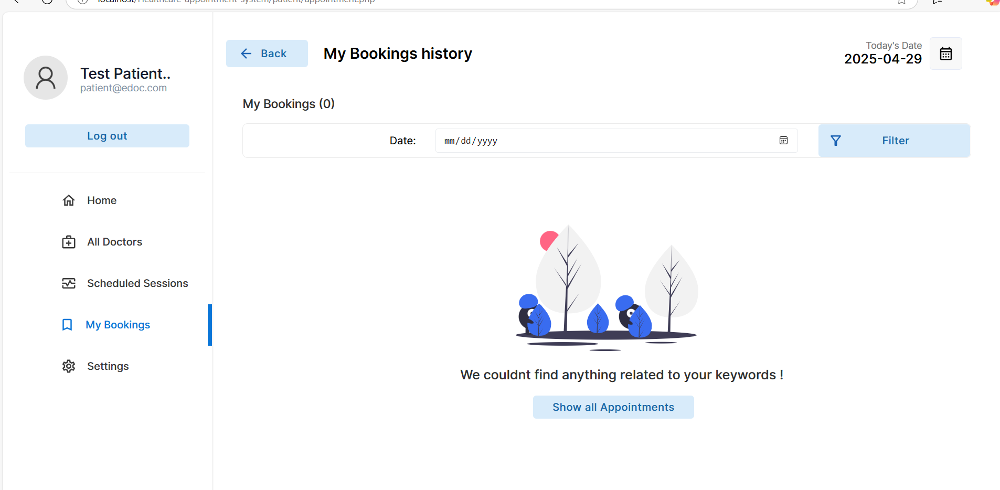 localhost/Healthcare-appointment-system/patient/appointment.php
Back
My Bookings history
Today's Date
2025-04-29
Test Patient..
patient@edoc.com
Log out
My Bookings (0)
Date:
mm/dd/yyyy
Filter
Home
All Doctors
Scheduled Sessions
My Bookings
Settings
We couldnt find anything related to your keywords !
Show all Appointments